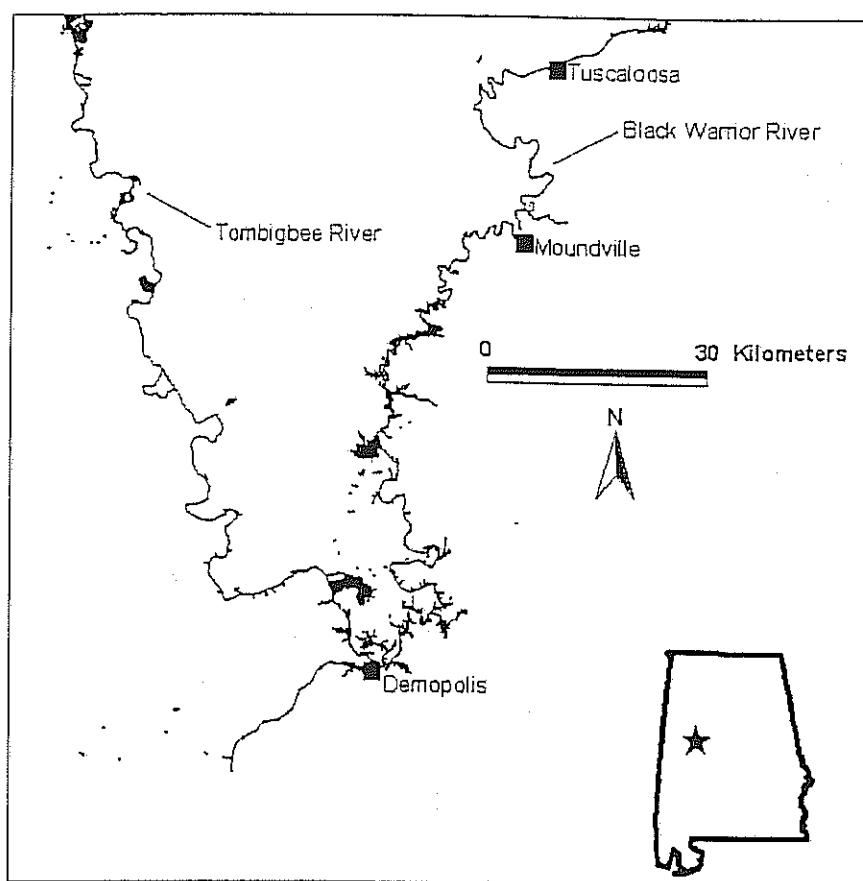 Tuscaloosa
Black Warrior River
Tombigbee River
Moundville
0 30 Kilometers
N
Demopolis